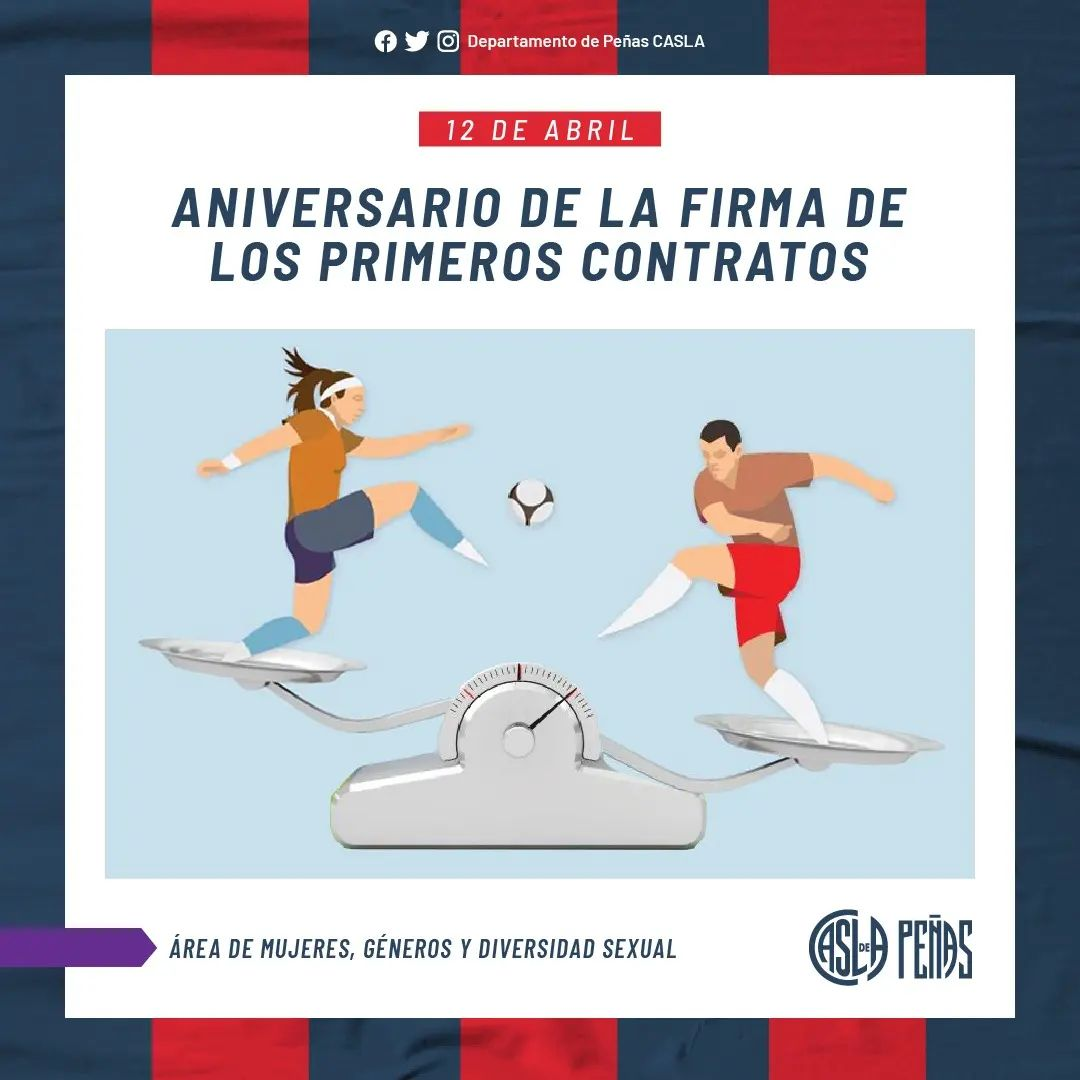 Departamento de Peñas CASLA
12 DE ABRIL
ANIVERSARIO DE LA FIRMA DE
LOS PRIMEROS CONTRATOS
ÁREA DE MUJERES, GÉNEROS Y DIVERSIDAD SEXUAL
CASLA DE PEÑAS